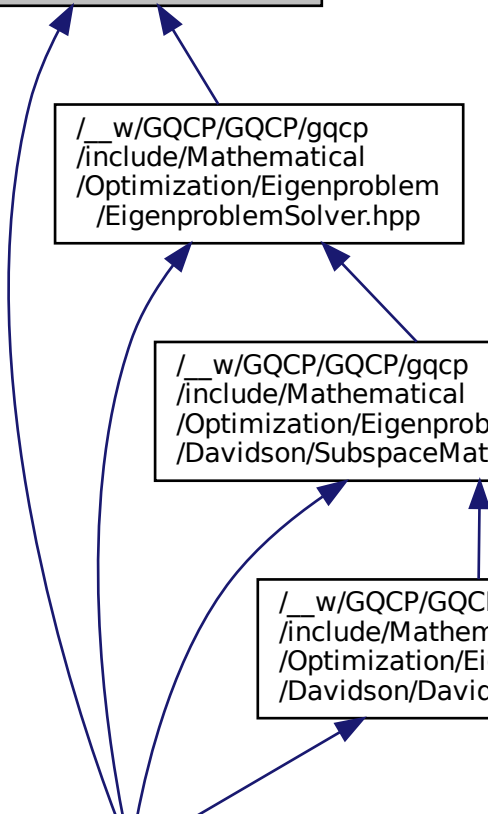 /__w/GQCP/GQCP/gqcp
/include/Mathematical
/Optimization/Eigenproblem
/EigenproblemSolver.hpp
/__w/GQCP/GQCP/gqcp
/include/Mathematical
/Optimization/Eigenprob
/Davidson/SubspaceMat
/__w/GQCP/GQC
/include/Mathem
/Optimization/Ei
/Davidson/David